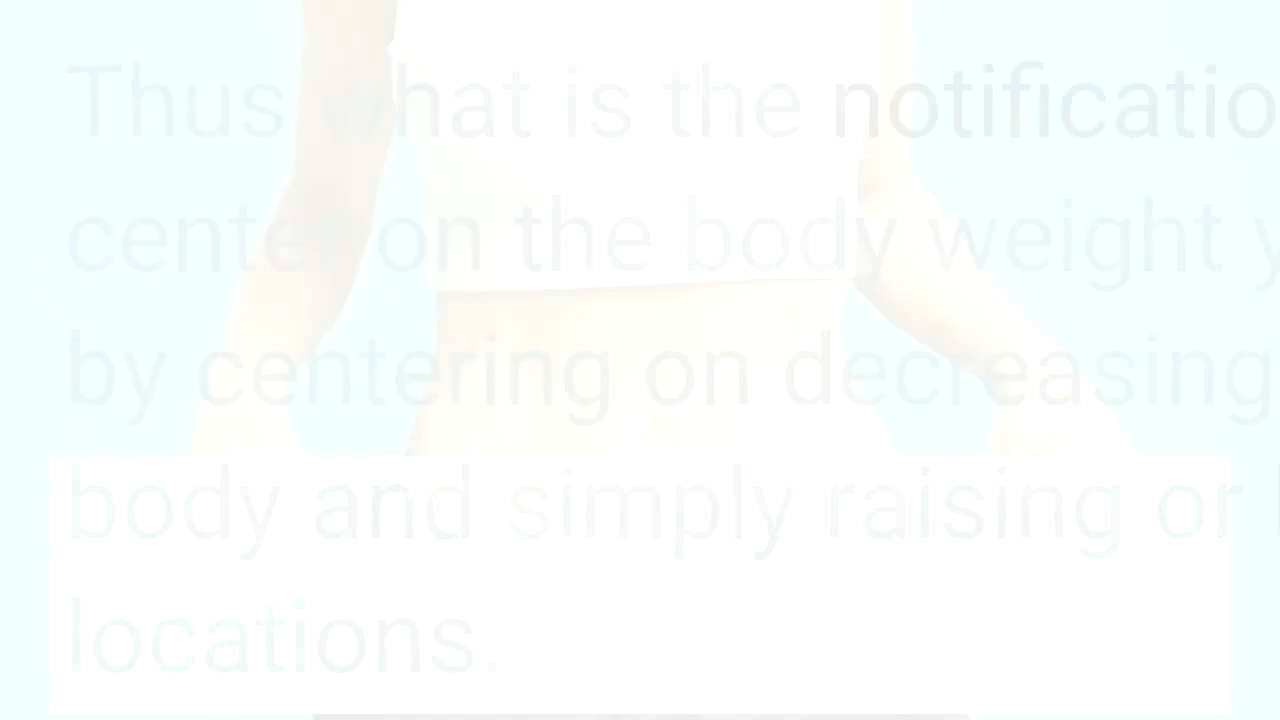 Thus what is the
center on the body weight
by centering on decreasing
body and simply raising or
locations.